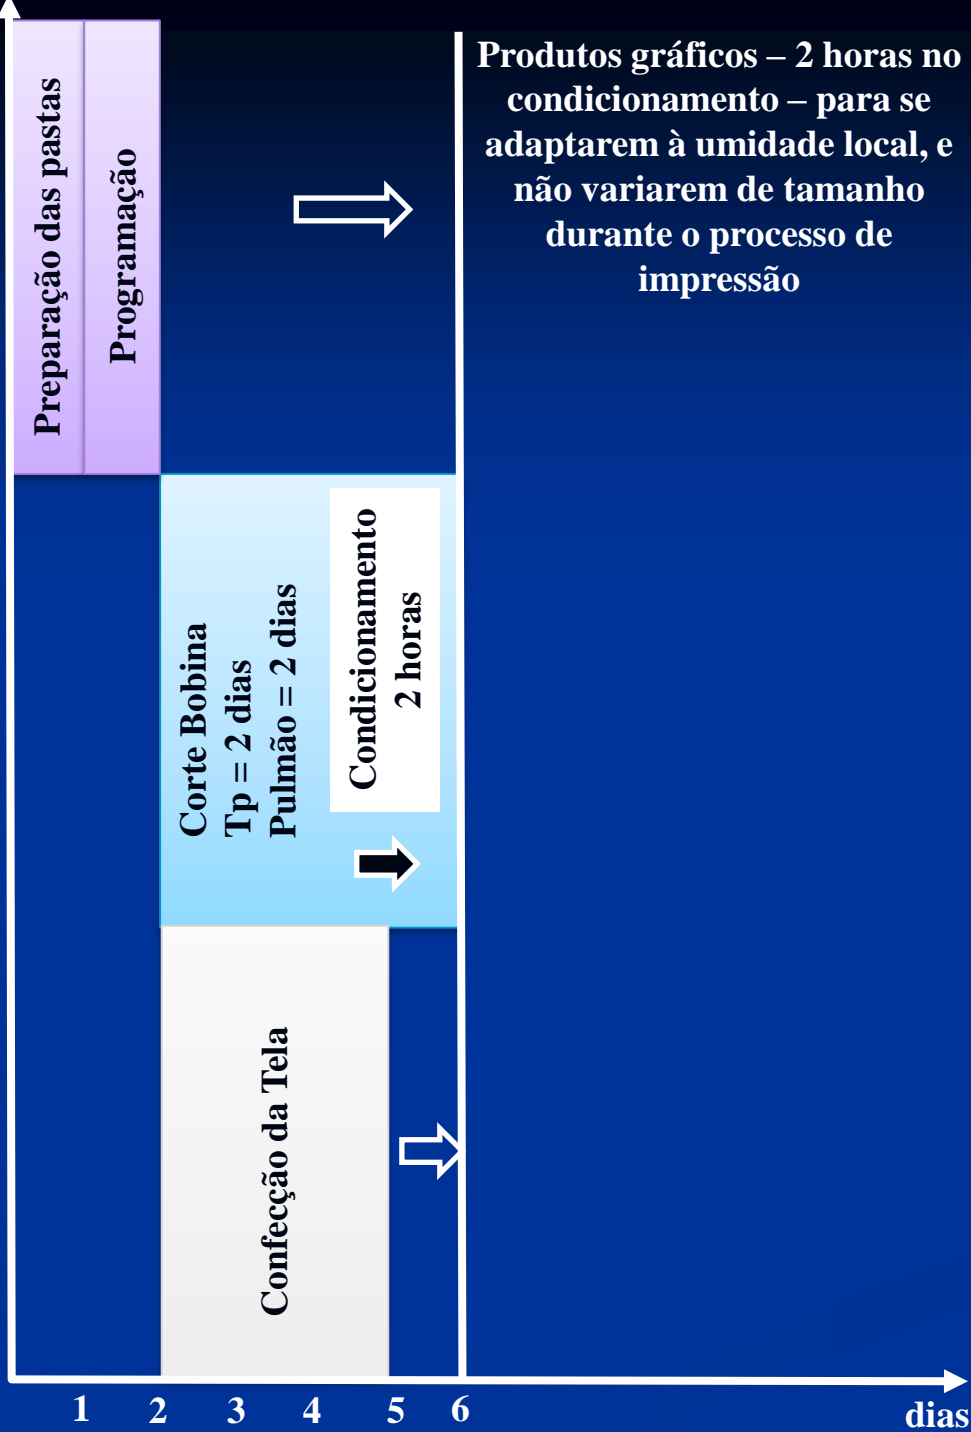 Preparação das pastas
Programação
Produtos gráficos – 2 horas no
condicionamento – para se
adaptarem à umidade local, e
não variarem de tamanho
durante o processo de
impressão
Corte Bobina
Tp = 2 dias
Pulmão = 2 dias
Condicionamento
2 horas
Confecção da Tela
1 2 3 4 5 6
dias